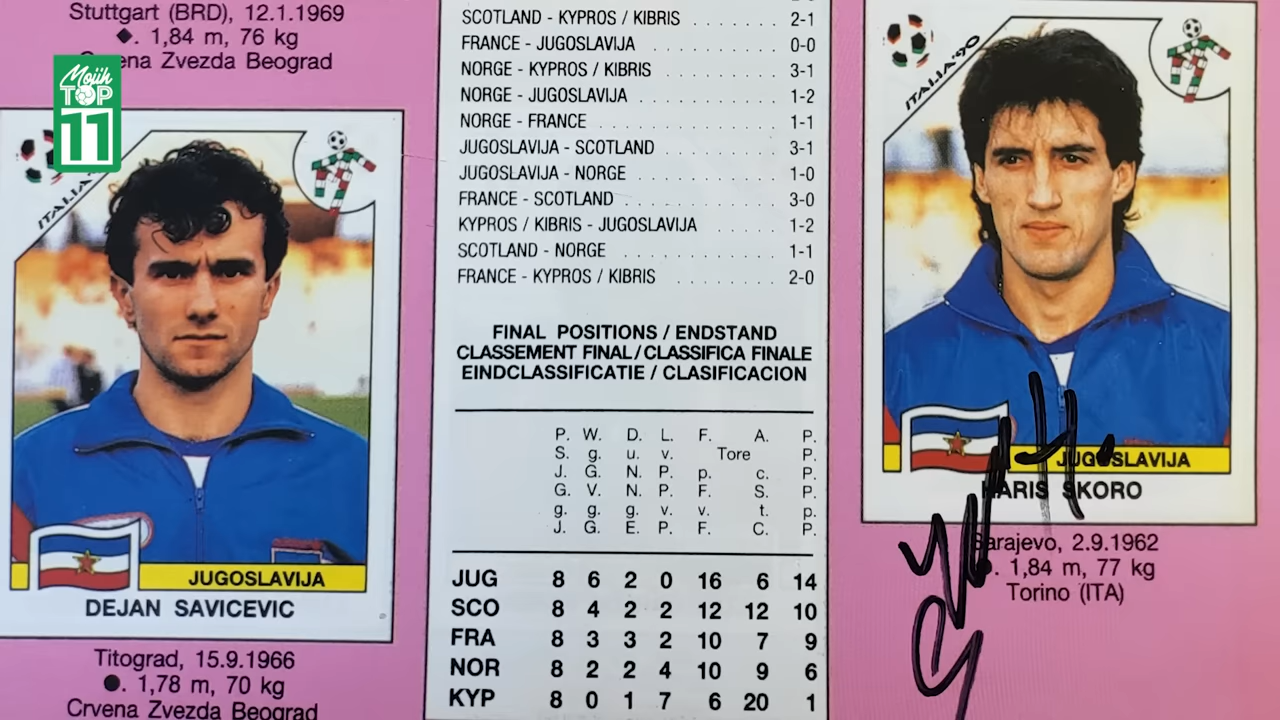 Stuttgart (BRD), 12.1.1969
◆. 1,84 m, 76 kg
Crvena Zvezda Beograd
Mojih
TOP
11
ITALIA
JUGOSLAVIJA
DEJAN SAVICEVIC
Titograd, 15.9.1966
●. 1,78 m, 70 kg
Crvena Zvezda Beograd
SCOTLAND - KYPROS / KIBRIS . . . . . . . . 2-1
FRANCE - JUGOSLAVIJA . . . . . . . . . . . 0-0
NORGE - KYPROS / KIBRIS . . . . . . . . . . 3-1
NORGE - JUGOSLAVIJA . . . . . . . . . . . . 1-2
NORGE - FRANCE . . . . . . . . . . . . . . 1-1
JUGOSLAVIJA - SCOTLAND . . . . . . . . . . 3-1
JUGOSLAVIJA - NORGE . . . . . . . . . . . . 1-0
FRANCE - SCOTLAND . . . . . . . . . . . . . 3-0
KYPROS / KIBRIS - JUGOSLAVIJA . . . . . . . 1-2
SCOTLAND - NORGE . . . . . . . . . . . . . 1-1
FRANCE - KYPROS / KIBRIS . . . . . . . . . 2-0
FINAL POSITIONS / ENDSTAND
CLASSEMENT FINAL / CLASSIFICA FINALE
EINDCLASSIFICATIE / CLASIFICACION
P. W. D. L. F. A. P.
S. g. u. v. Tore P.
J. G. N. P. p. c. P.
G. V. N. P. F. S. P.
g. g. g. v. v. t. p.
J. G. E. P. F. C. P.
JUG 8 6 2 0 16 6 14
SCO 8 4 2 2 12 12 10
FRA 8 3 3 2 10 7 9
NOR 8 2 2 4 10 9 6
KYP 8 0 1 7 6 20 1
ITALIA '90
JUGOSLAVIJA
HARIS SKORO
Sarajevo, 2.9.1962
1,84 m, 77 kg
Torino (ITA)